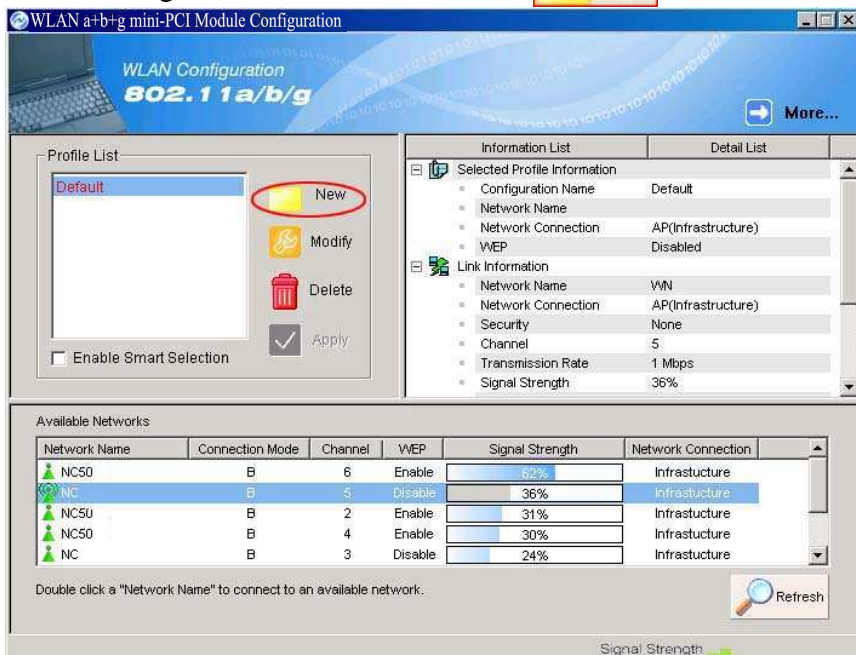 WLAN a+b+g mini-PCI Module Configuration
WLAN Configuration
802.11a/b/g
More...
Profile List
Default
New
Modify
Delete
Apply
Enable Smart Selection
Information List Detail List
Selected Profile Information
Configuration Name Default
Network Name
Network Connection AP(Infrastructure)
WEP Disabled
Link Information
Network Name WN
Network Connection AP(Infrastructure)
Security None
Channel 5
Transmission Rate 1 Mbps
Signal Strength 36%
Available Networks
Network Name Connection Mode Channel WEP Signal Strength Network Connection
NC50 B 6 Enable 62% Infrastucture
NC B 5 Disable 36% Infrastucture
NC50 B 2 Enable 31% Infrastucture
NC50 B 4 Enable 30% Infrastucture
NC B 3 Disable 24% Infrastucture
Double click a "Network Name" to connect to an available network.
Refresh
Signal Strength